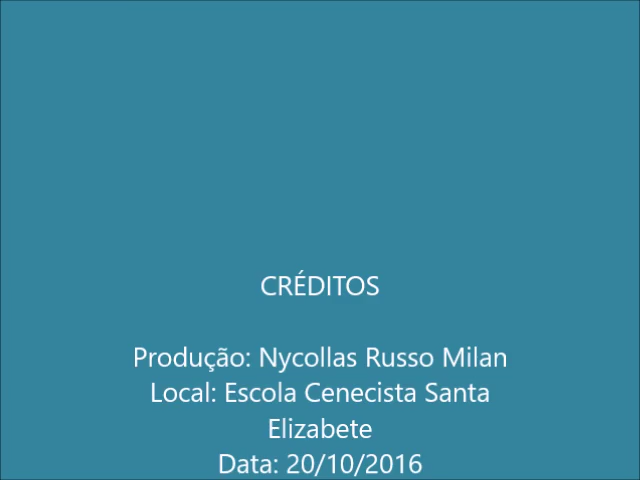 CRÉDITOS
Produção: Nycollas Russo Milan
Local: Escola Cenecista Santa
Elizabete
Data: 20/10/2016